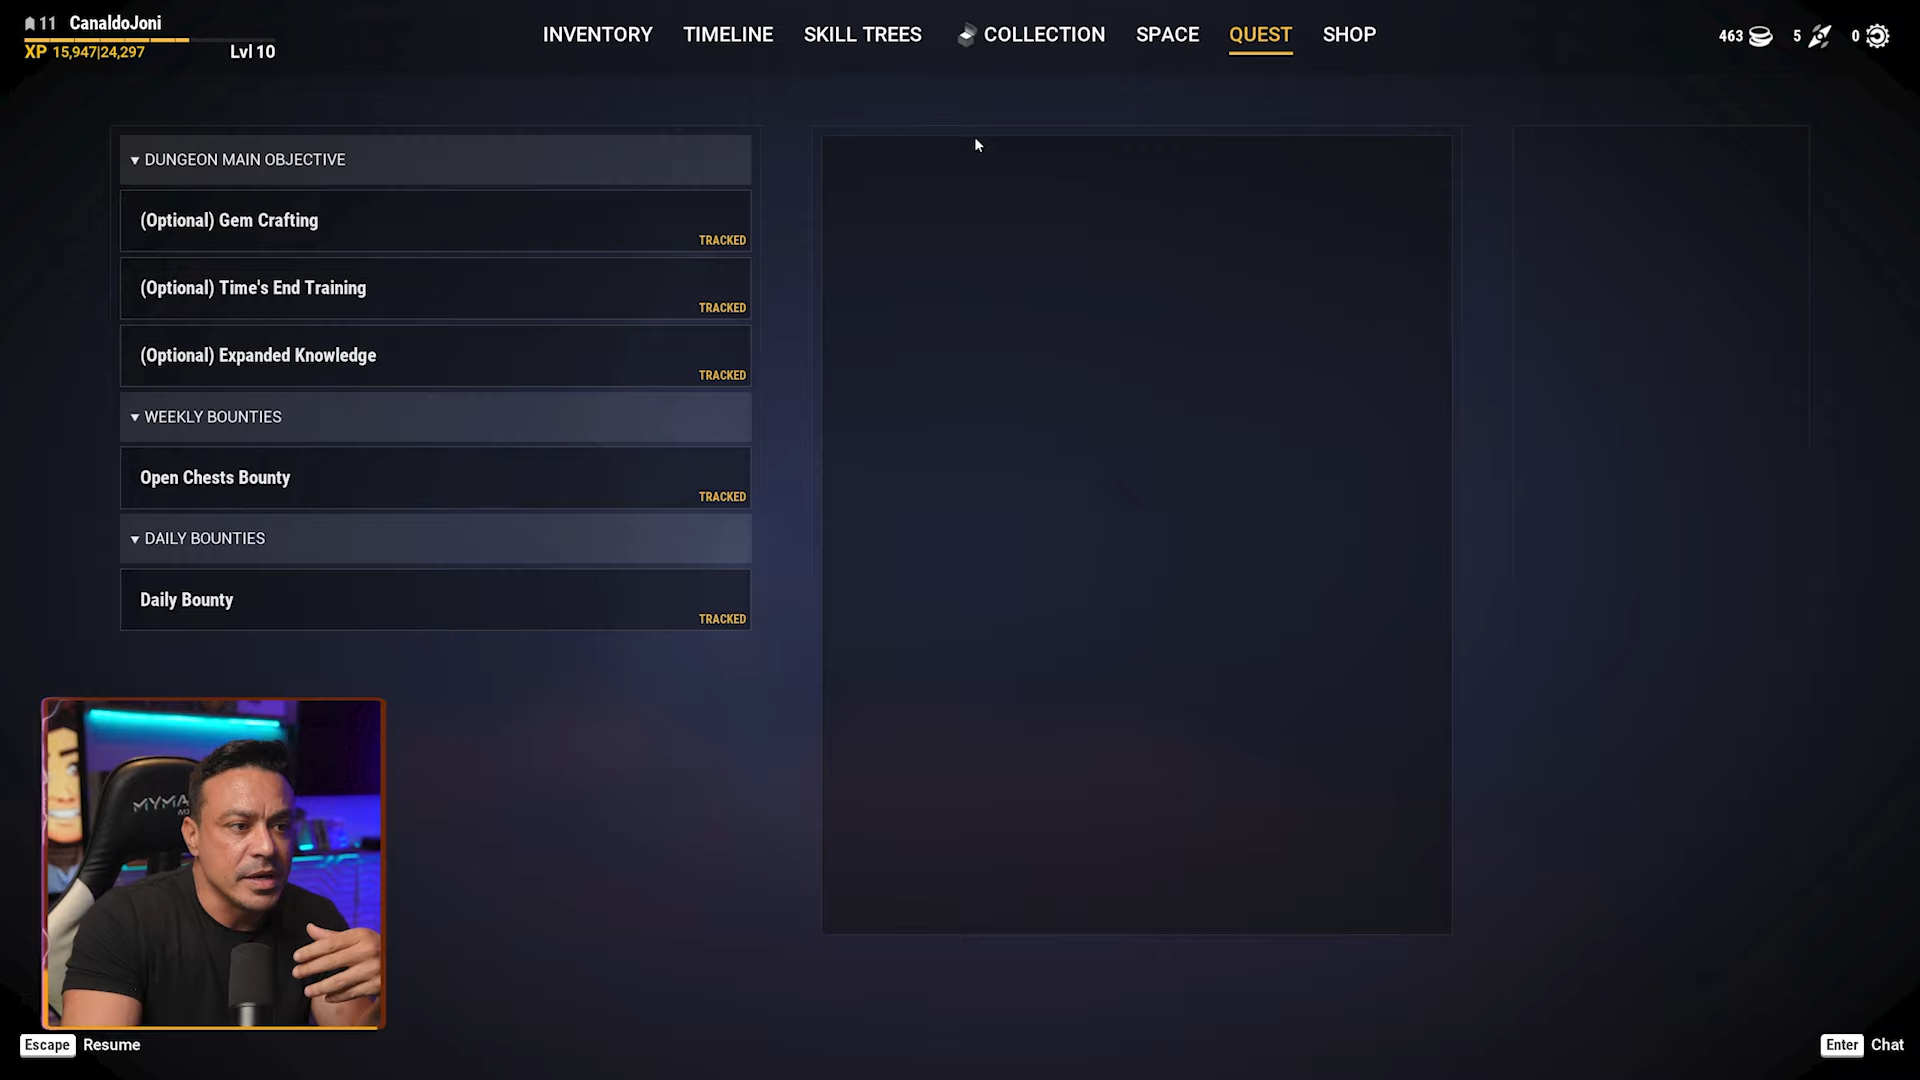 11 CanaldoJoni
XP 15,947|24,297 Lvl 10
INVENTORY TIMELINE SKILL TREES COLLECTION SPACE QUEST SHOP
463 5 0
DUNGEON MAIN OBJECTIVE
(Optional) Gem Crafting
TRACKED
(Optional) Time's End Training
TRACKED
(Optional) Expanded Knowledge
TRACKED
WEEKLY BOUNTIES
Open Chests Bounty
TRACKED
DAILY BOUNTIES
Daily Bounty
TRACKED
Escape Resume
Enter Chat